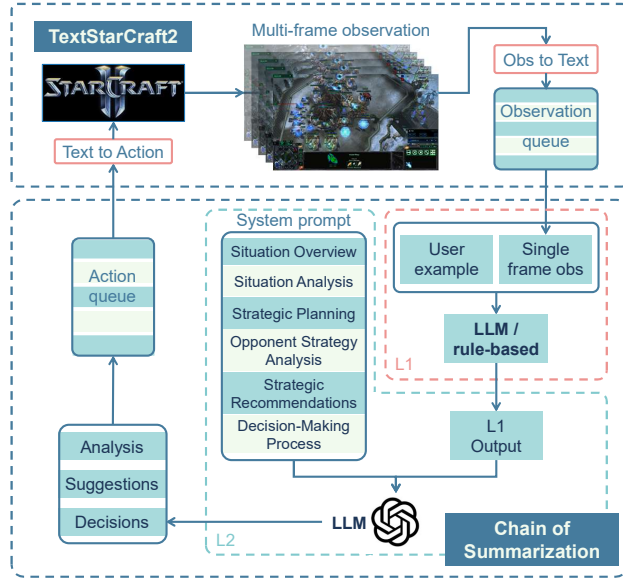 TextStarCraft2
Multi-frame observation
STARCRAFT
II
Obs to Text
Observation
queue
Text to Action
System prompt
Situation Overview
Situation Analysis
Strategic Planning
Opponent Strategy
Analysis
Strategic
Recommendations
Decision-Making
Process
User
example
Single
frame obs
LLM /
rule-based
L1
L1
Output
Action
queue
Analysis
Suggestions
Decisions
LLM
L2
Chain of
Summarization